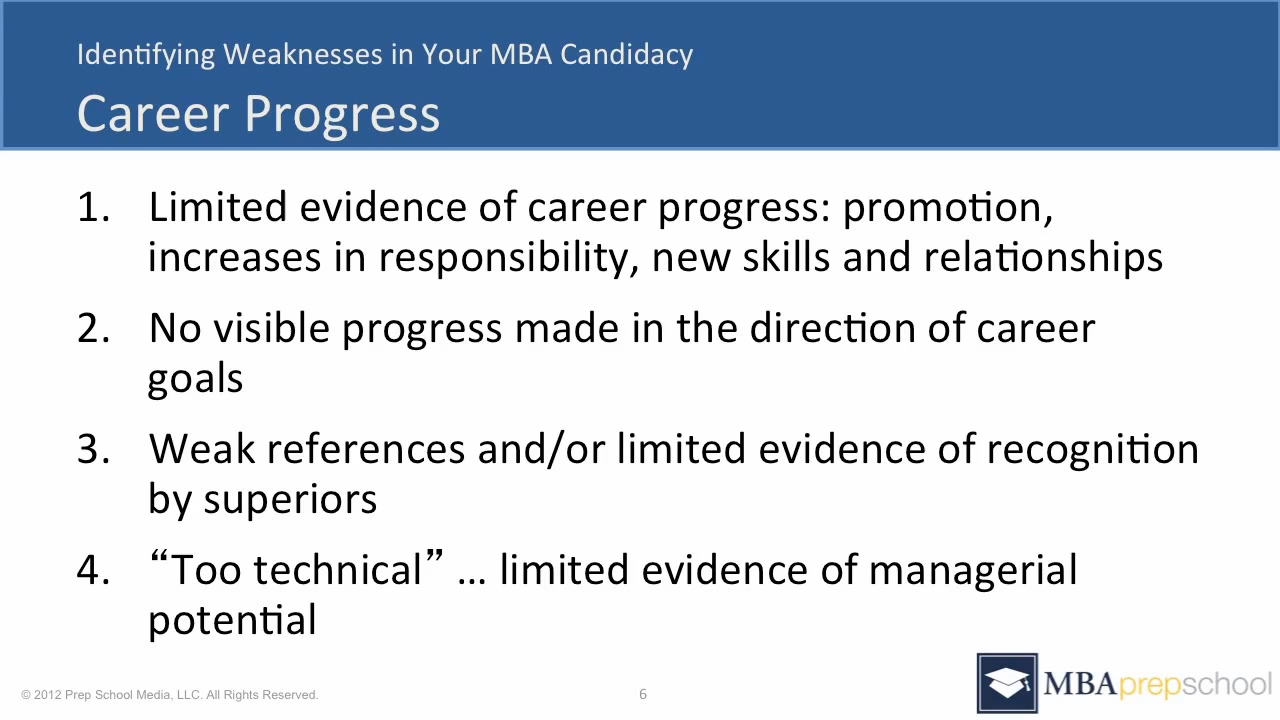 Identifying Weaknesses in Your MBA Candidacy
Career Progress
1. Limited evidence of career progress: promotion,
increases in responsibility, new skills and relationships
2. No visible progress made in the direction of career
goals
3. Weak references and/or limited evidence of recognition
by superiors
4. “Too technical” … limited evidence of managerial
potential
© 2012 Prep School Media, LLC. All Rights Reserved.
6
MBAprepschool